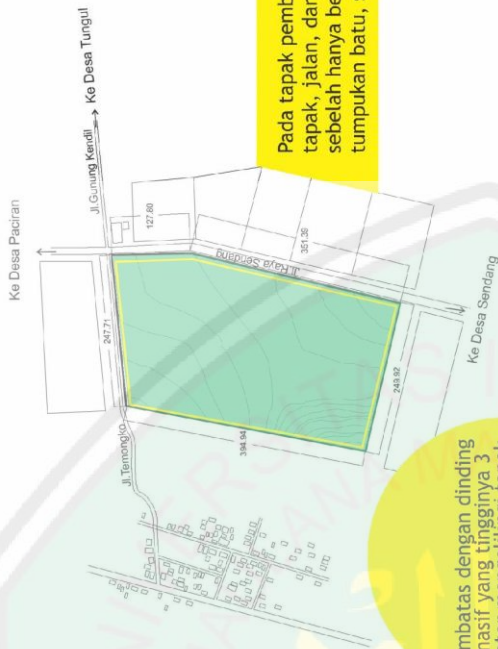 Ke Desa Paciran
Jl.Gunung Kendil
Ke Desa Tungul
247.71
127.80
Jl.Temongko
Jl.Raya Sendang
351.39
394.94
249.92
Ke Desa Sendang
Pada tapak pemb
tapak, jalan, dan
sebelah hanya be
tumpukan batu, s
mbatas dengan dinding
nasif yang tingginya 3